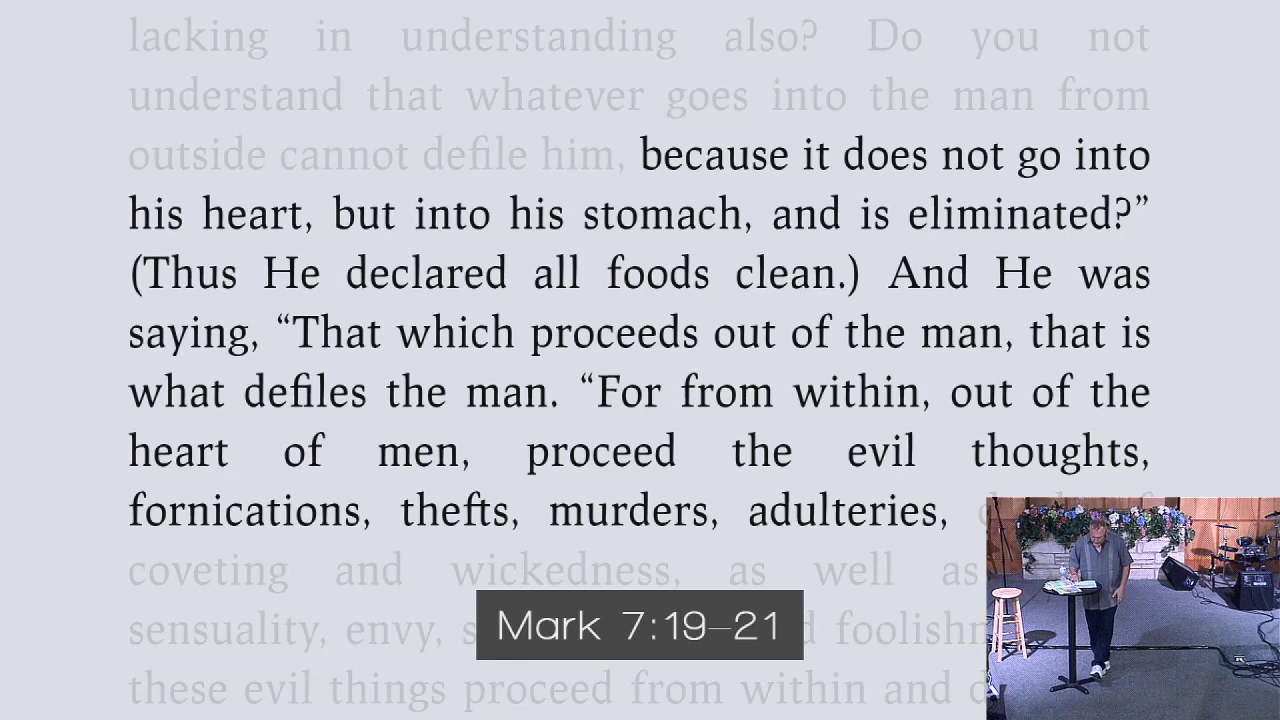 lacking in understanding also? Do you not
understand that whatever goes into the man from
outside cannot defile him, because it does not go into
his heart, but into his stomach, and is eliminated?”
(Thus He declared all foods clean.) And He was
saying, “That which proceeds out of the man, that is
what defiles the man. “For from within, out of the
heart of men, proceed the evil thoughts,
fornications, thefts, murders, adulteries,
coveting and wickedness, as well as
sensuality, envy,
these evil things proceed from within and
Mark 7:19–21